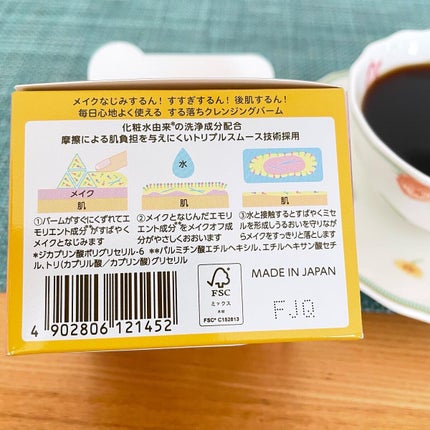 メイクなじみするん! すすぎするん! 後肌するん!
毎日心地よく使える する落ちクレンジングバーム
化粧水由来*の洗浄成分配合
摩擦による肌負担を与えにくいトリプルスムース技術採用
メイク
肌
水
肌
肌
①バームがすぐにくずれてエモリエント成分**がすばやくメイクとなじみます
②メイクとなじんだエモリエント成分**をメイクオフ成分がやさしくおおいます
③水と接触するとすばやくミセルを形成しうるおいを守りながらメイクをすっきりと落とします
*ジカプリン酸ポリグリセリル-6 **パルミチン酸エチルヘキシル、エチルヘキサン酸セチル、トリ(カプリル酸/カプリン酸)グリセリル
FSC
ミックス
木材
FSC® C152813
MADE IN JAPAN
FJQ
4 902806 121452